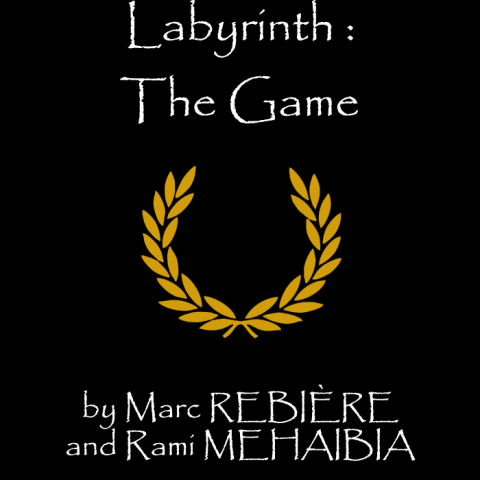 Labyrinth :
The Game
by Marc REBIÈRE
and Rami MEHAIBIA